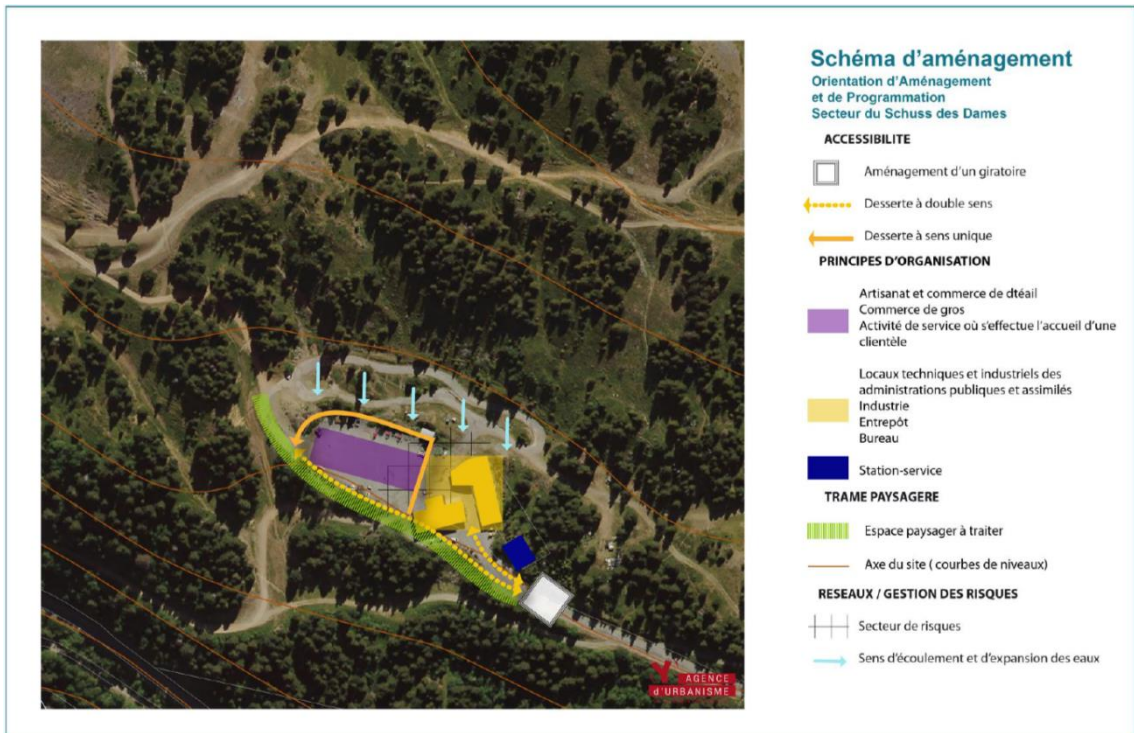 Schéma d'aménagement
Orientation d'Aménagement
et de Programmation
Secteur du Schuss des Dames
ACCESSIBILITE
Aménagement d'un giratoire
Desserte à double sens
Desserte à sens unique
PRINCIPES D'ORGANISATION
Artisanat et commerce de dtéail
Commerce de gros
Activité de service où s'effectue l'accueil d'une
clientèle
Locaux techniques et industriels des
administrations publiques et assimilés
Industrie
Entrepôt
Bureau
Station-service
TRAME PAYSAGERE
Espace paysager à traiter
Axe du site ( courbes de niveaux)
RESEAUX / GESTION DES RISQUES
Secteur de risques
Sens d'écoulement et d'expansion des eaux
AGENCE
d'URBANISME